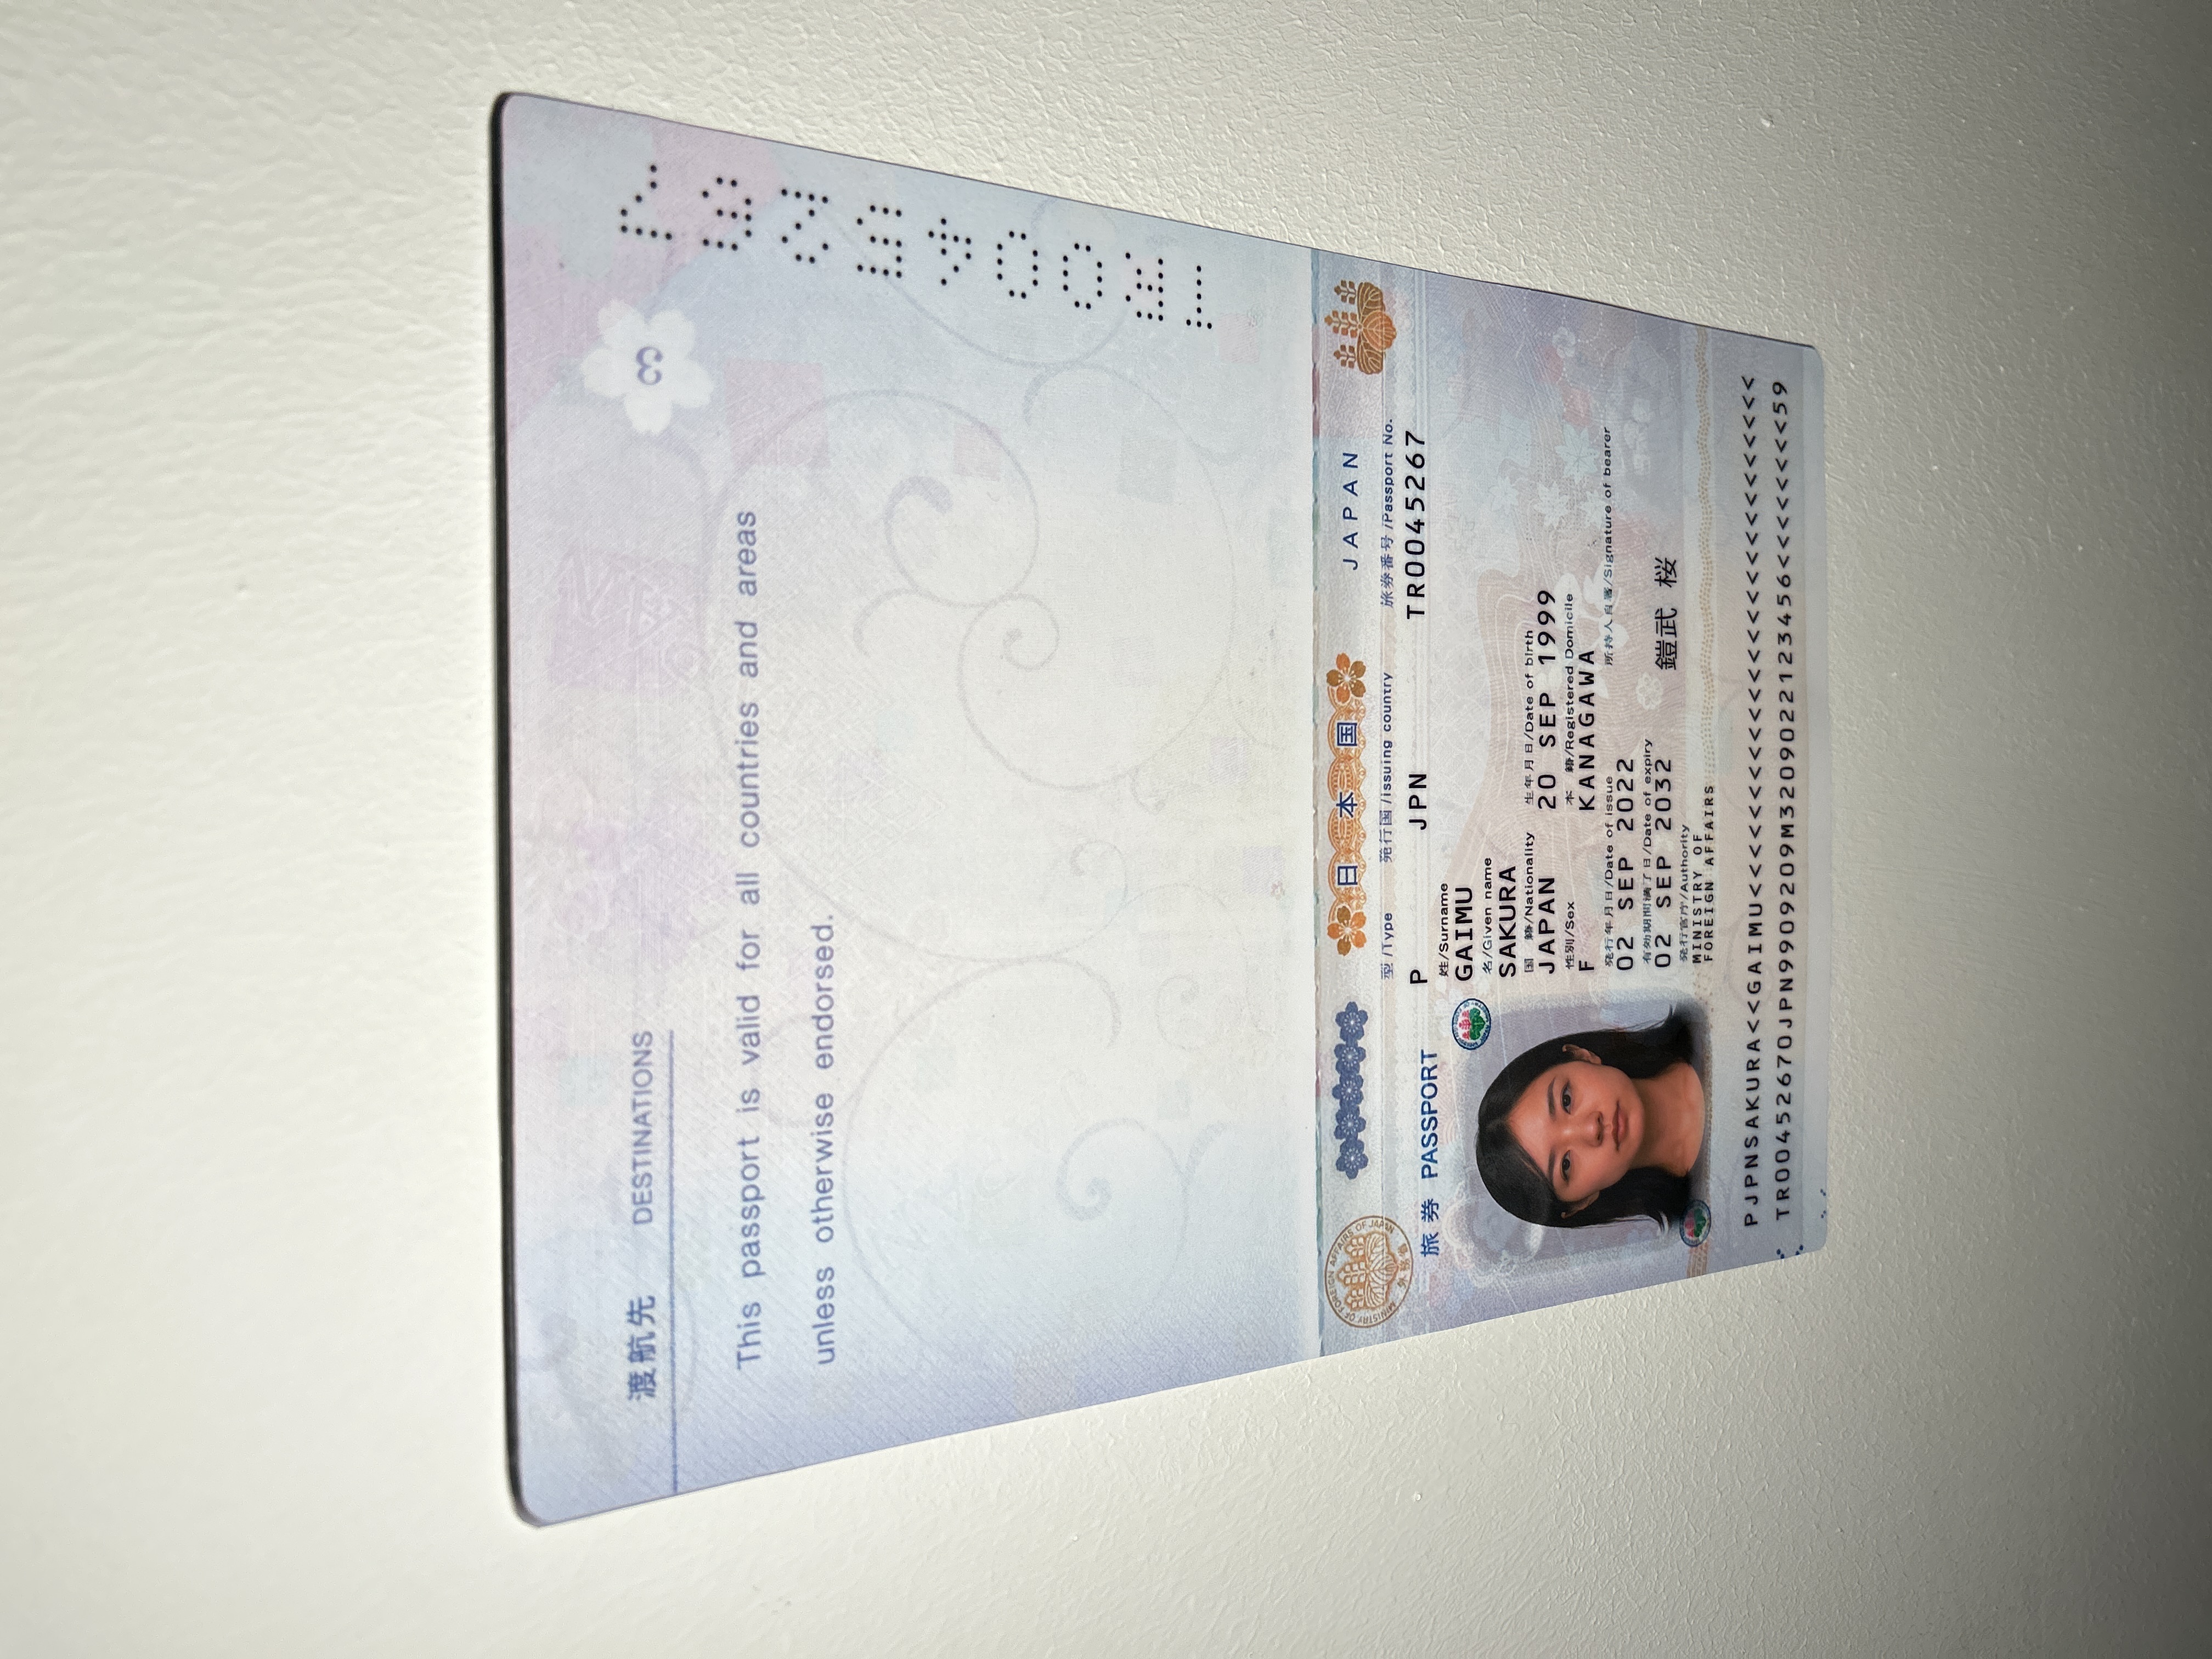 渡航先 DESTINATIONS
3
This passport is valid for all countries and areas
unless otherwise endorsed.
TR0045267
MINISTRY OF FOREIGN AFFAIRS OF JAPAN
外務省
日本国 JAPAN
旅券 PASSPORT
型/Type 発行国/Issuing country 旅券番号/Passport No.
P JPN TR0045267
姓/Surname
GAIMU
名/Given name
SAKURA
国籍/Nationality 生年月日/Date of birth
JAPAN 20 SEP 1999
性別/Sex 本籍/Registered Domicile
F KANAGAWA
発行年月日/Date of issue 所持人自署/Signature of bearer
02 SEP 2022
有効期間満了日/Date of expiry
02 SEP 2032 鎧武 桜
発行官庁/Authority
MINISTRY OF
FOREIGN AFFAIRS
PJPNSAKURA<<GAIMU<<<<<<<<<<<<<<<<<<<<<<<<<<<
TR00452670JPN9909209M3209022123456<<<<<<<<59